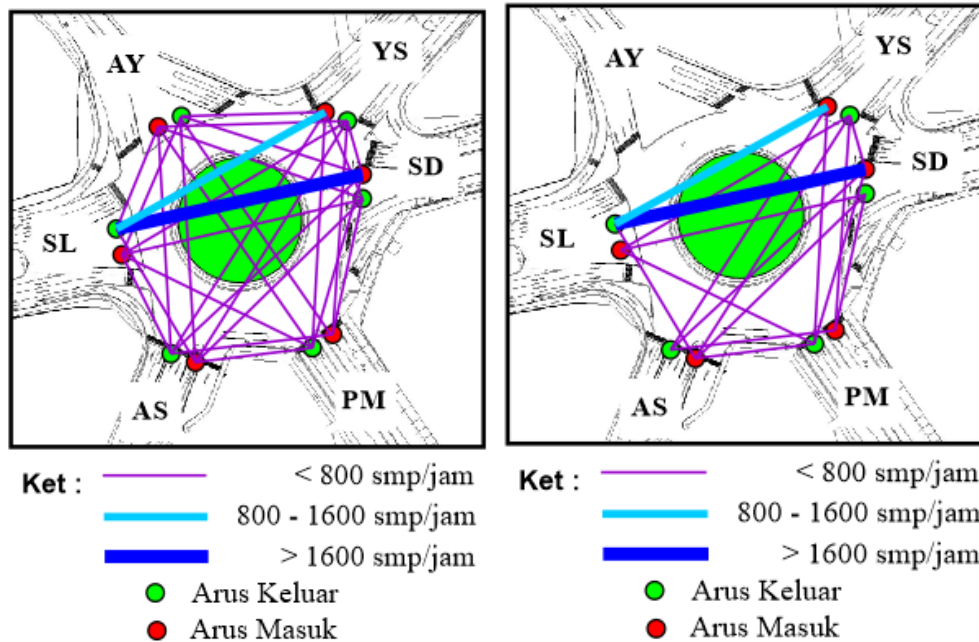 AY
YS
SD
SL
AS
PM
Ket :
< 800 smp/jam
800 - 1600 smp/jam
> 1600 smp/jam
Arus Keluar
Arus Masuk
AY
YS
SD
SL
AS
PM
Ket :
< 800 smp/jam
800 - 1600 smp/jam
> 1600 smp/jam
Arus Keluar
Arus Masuk